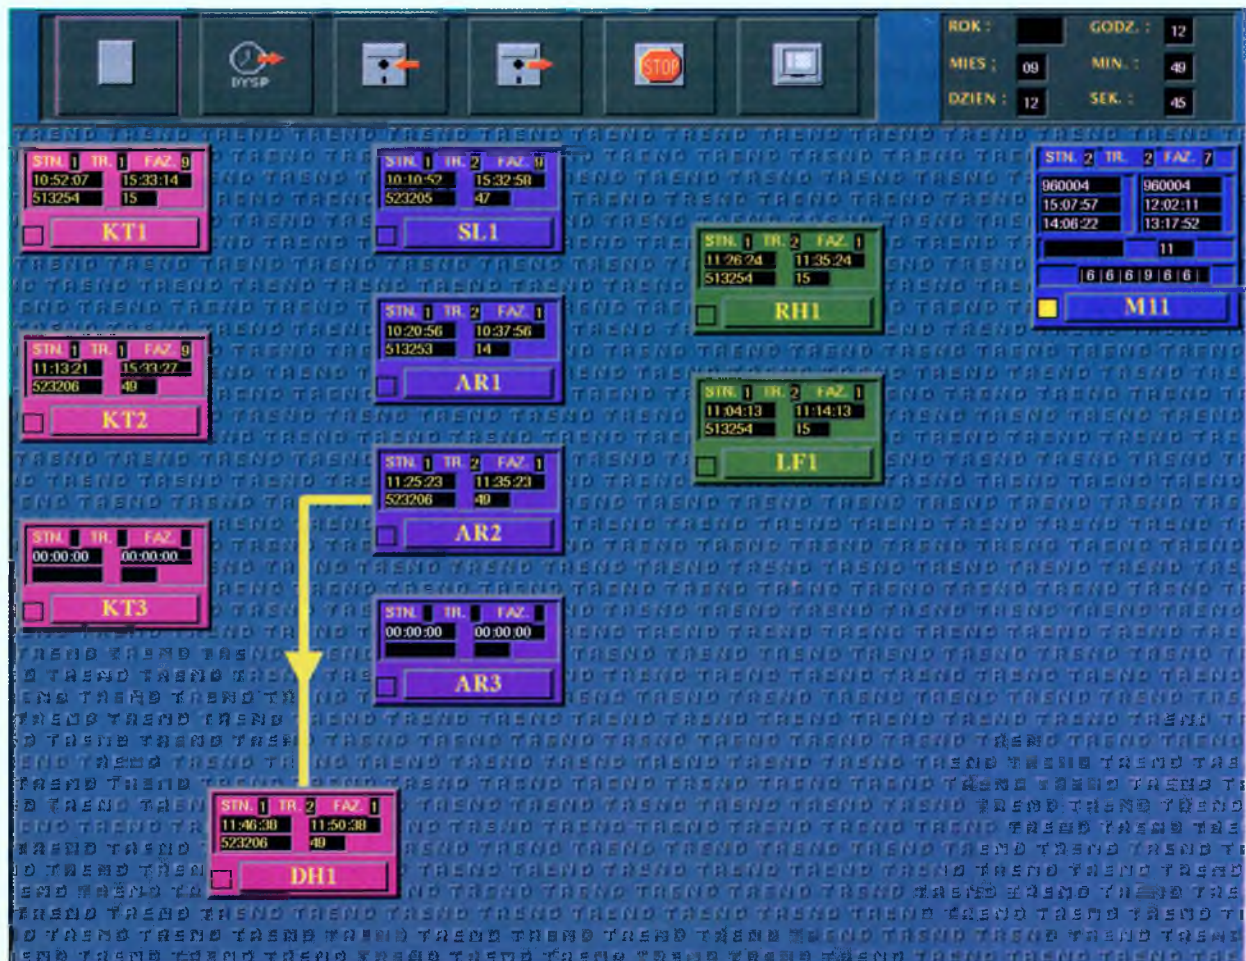 DYSP
STOP
ROK : GODZ. : 12
MIES : 09 MIN. : 49
DZIEN : 12 SEK. : 45
STN. 1 TR. 1 FAZ. 9
10:52:07 15:33:14
513254 15
KT1
STN. 1 TR. 2 FAZ. 9
10:10:52 15:32:58
523205 47
SL1
STN. 2 TR. 2 FAZ. 7
960004 960004
15:07:57 12:02:11
14:06:22 13:17:52
11
6 6 6 9 6 6
M11
STN. 1 TR. 2 FAZ. 1
11:26:24 11:35:24
513254 15
RH1
STN. 1 TR. 2 FAZ. 1
10:20:56 10:37:56
513253 14
AR1
STN. 1 TR. 1 FAZ. 9
11:13:21 15:33:27
523206 49
KT2
STN. 1 TR. 2 FAZ. 1
11:04:13 11:14:13
513254 15
LF1
STN. 1 TR. 2 FAZ. 1
11:25:23 11:35:23
523206 49
AR2
STN. TR. FAZ.
00:00:00 00:00:00
KT3
STN. TR. FAZ.
00:00:00 00:00:00
AR3
STN. 1 TR. 2 FAZ. 1
11:46:38 11:50:38
523206 49
DH1
TREND TREND TREND TREND TREND TREND